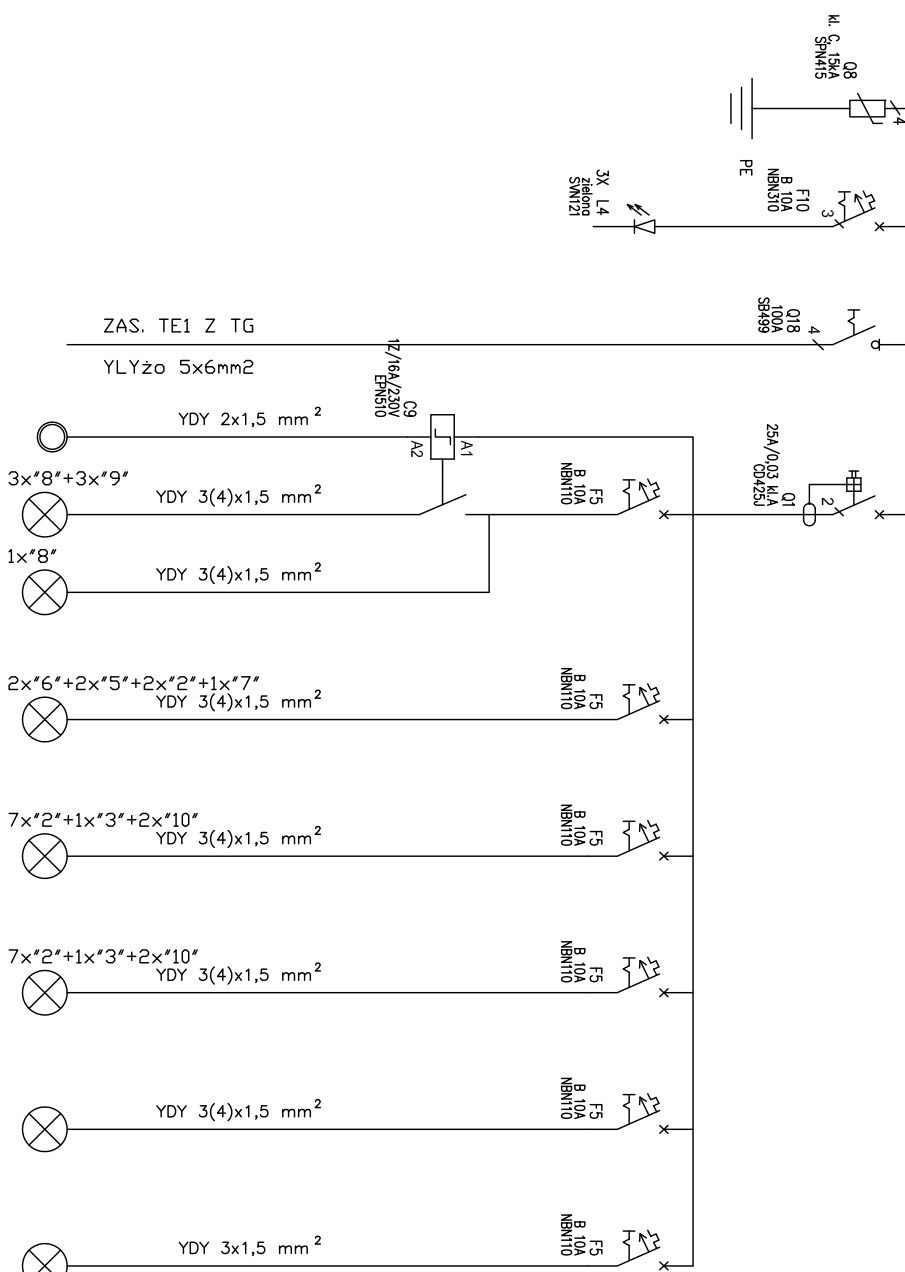 Q8
kl. C, 15kA
SPN415
4
PE
F10
B 10A
NBN310
3
3X L4
zielona
SVN121
ZAS. TE1 Z TG
YLYżo 5x6mm2
Q18
100A
SB499
4
C9
1Z/16A/230V
EPN510
A1
A2
YDY 2x1,5 mm²
Q1
25A/0,03 kl.A
CD425J
2
3x"8"+3x"9"
YDY 3(4)x1,5 mm²
F5
B 10A
NBN110
1x"8"
YDY 3(4)x1,5 mm²
2x"6"+2x"5"+2x"2"+1x"7"
YDY 3(4)x1,5 mm²
F5
B 10A
NBN110
7x"2"+1x"3"+2x"10"
YDY 3(4)x1,5 mm²
F5
B 10A
NBN110
7x"2"+1x"3"+2x"10"
YDY 3(4)x1,5 mm²
F5
B 10A
NBN110
YDY 3(4)x1,5 mm²
F5
B 10A
NBN110
YDY 3x1,5 mm²
F5
B 10A
NBN110